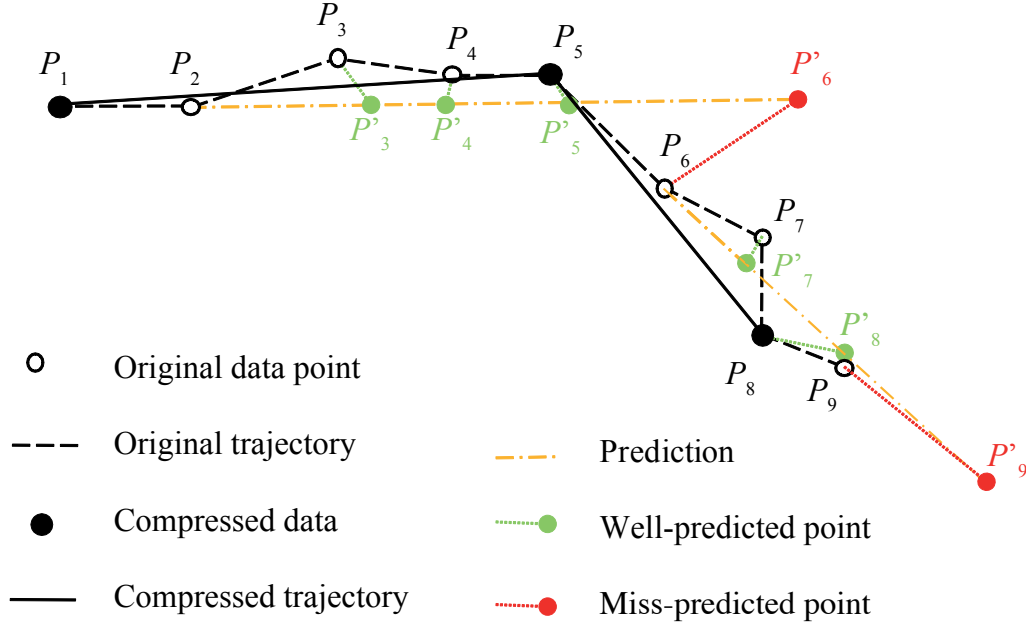 P1
P2
P3
P4
P5
P'6
P'3
P'4
P'5
P6
P7
P'7
P'8
P8
P9
P'9
Original data point
Original trajectory
Compressed data
Compressed trajectory
Prediction
Well-predicted point
Miss-predicted point